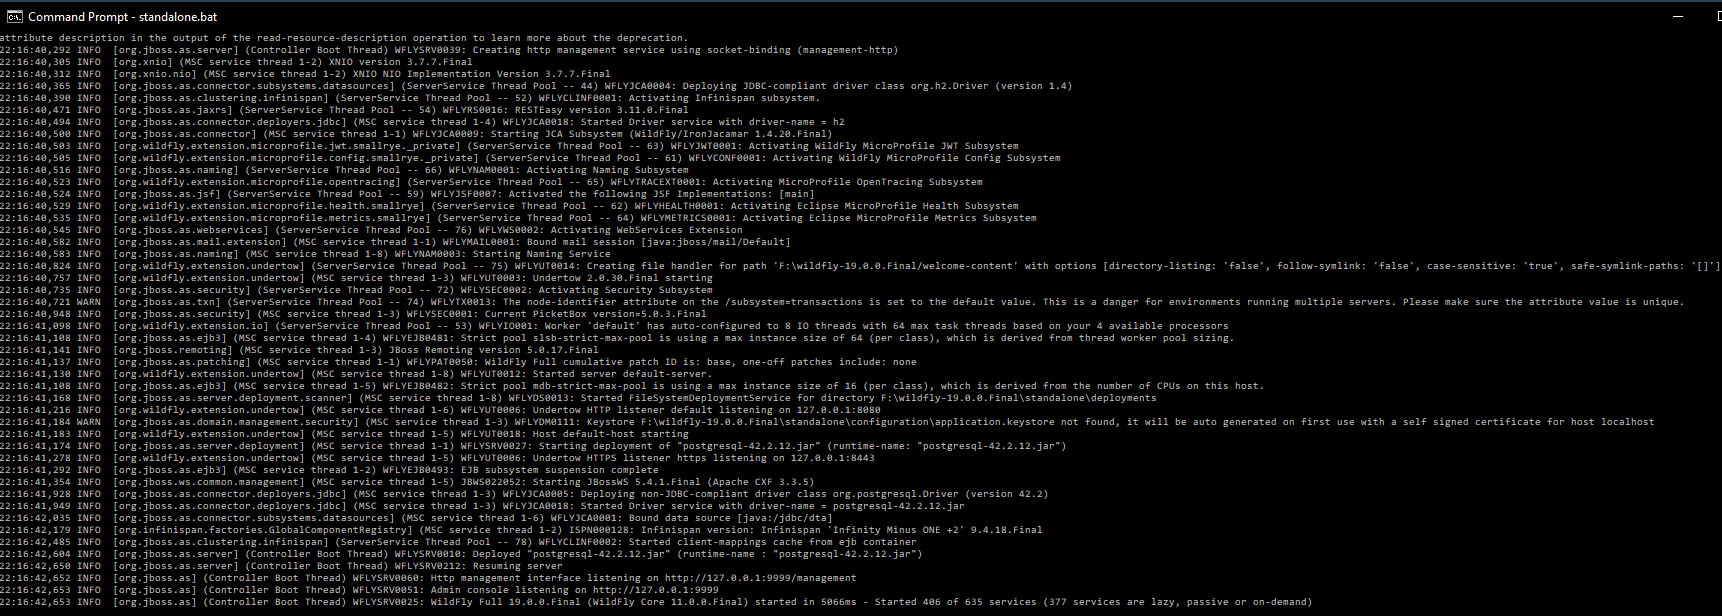 Command Prompt - standalone.bat
attribute description in the output of the read-resource-description operation to learn more about the deprecation.
22:16:40,292 INFO  [org.jboss.as.server] (Controller Boot Thread) WFLYSRV0039: Creating http management service using socket-binding (management-http)
22:16:40,305 INFO  [org.xnio] (MSC service thread 1-2) XNIO version 3.7.7.Final
22:16:40,312 INFO  [org.xnio.nio] (MSC service thread 1-2) XNIO NIO Implementation Version 3.7.7.Final
22:16:40,365 INFO  [org.jboss.as.connector.subsystems.datasources] (ServerService Thread Pool -- 44) WFLYJCA0004: Deploying JDBC-compliant driver class org.h2.Driver (version 1.4)
22:16:40,390 INFO  [org.jboss.as.clustering.infinispan] (ServerService Thread Pool -- 52) WFLYCLINF0001: Activating Infinispan subsystem.
22:16:40,471 INFO  [org.jboss.as.jaxrs] (ServerService Thread Pool -- 54) WFLYRS0016: RESTEasy version 3.11.0.Final
22:16:40,494 INFO  [org.jboss.as.connector.deployers.jdbc] (MSC service thread 1-4) WFLYJCA0018: Started Driver service with driver-name = h2
22:16:40,500 INFO  [org.jboss.as.connector] (MSC service thread 1-1) WFLYJCA0009: Starting JCA Subsystem (WildFly/IronJacamar 1.4.20.Final)
22:16:40,503 INFO  [org.wildfly.extension.microprofile.jwt.smallrye._private] (ServerService Thread Pool -- 63) WFLYJWT0001: Activating WildFly MicroProfile JWT Subsystem
22:16:40,505 INFO  [org.wildfly.extension.microprofile.config.smallrye._private] (ServerService Thread Pool -- 61) WFLYCONF0001: Activating WildFly MicroProfile Config Subsystem
22:16:40,516 INFO  [org.jboss.as.naming] (ServerService Thread Pool -- 66) WFLYNAM0001: Activating Naming Subsystem
22:16:40,523 INFO  [org.wildfly.extension.microprofile.opentracing] (ServerService Thread Pool -- 65) WFLYTRACEXT0001: Activating MicroProfile OpenTracing Subsystem
22:16:40,524 INFO  [org.jboss.as.jsf] (ServerService Thread Pool -- 59) WFLYJSF0007: Activated the following JSF Implementations: [main]
22:16:40,529 INFO  [org.wildfly.extension.microprofile.health.smallrye] (ServerService Thread Pool -- 62) WFLYHEALTH0001: Activating Eclipse MicroProfile Health Subsystem
22:16:40,535 INFO  [org.wildfly.extension.microprofile.metrics.smallrye] (ServerService Thread Pool -- 64) WFLYMETRICS0001: Activating Eclipse MicroProfile Metrics Subsystem
22:16:40,545 INFO  [org.jboss.as.webservices] (ServerService Thread Pool -- 76) WFLYWS0002: Activating WebServices Extension
22:16:40,582 INFO  [org.jboss.as.mail.extension] (MSC service thread 1-1) WFLYMAIL0001: Bound mail session [java:jboss/mail/Default]
22:16:40,583 INFO  [org.jboss.as.naming] (MSC service thread 1-8) WFLYNAM0003: Starting Naming Service
22:16:40,824 INFO  [org.wildfly.extension.undertow] (ServerService Thread Pool -- 75) WFLYUT0014: Creating file handler for path 'F:\wildfly-19.0.0.Final/welcome-content' with options [directory-listing: 'false', follow-symlink: 'false', case-sensitive: 'true', safe-symlink-paths: '[]']
22:16:40,757 INFO  [org.wildfly.extension.undertow] (MSC service thread 1-3) WFLYUT0003: Undertow 2.0.30.Final starting
22:16:40,735 INFO  [org.jboss.as.security] (ServerService Thread Pool -- 72) WFLYSEC0002: Activating Security Subsystem
22:16:40,721 WARN  [org.jboss.as.txn] (ServerService Thread Pool -- 74) WFLYTX0013: The node-identifier attribute on the /subsystem=transactions is set to the default value. This is a danger for environments running multiple servers. Please make sure the attribute value is unique.
22:16:40,948 INFO  [org.jboss.as.security] (MSC service thread 1-3) WFLYSEC0001: Current PicketBox version=5.0.3.Final
22:16:41,098 INFO  [org.wildfly.extension.io] (ServerService Thread Pool -- 53) WFLYIO001: Worker 'default' has auto-configured to 8 IO threads with 64 max task threads based on your 4 available processors
22:16:41,108 INFO  [org.jboss.as.ejb3] (MSC service thread 1-4) WFLYEJB0481: Strict pool slsb-strict-max-pool is using a max instance size of 64 (per class), which is derived from thread worker pool sizing.
22:16:41,141 INFO  [org.jboss.remoting] (MSC service thread 1-3) JBoss Remoting version 5.0.17.Final
22:16:41,137 INFO  [org.jboss.as.patching] (MSC service thread 1-1) WFLYPAT0050: WildFly Full cumulative patch ID is: base, one-off patches include: none
22:16:41,130 INFO  [org.wildfly.extension.undertow] (MSC service thread 1-8) WFLYUT0012: Started server default-server.
22:16:41,108 INFO  [org.jboss.as.ejb3] (MSC service thread 1-5) WFLYEJB0482: Strict pool mdb-strict-max-pool is using a max instance size of 16 (per class), which is derived from the number of CPUs on this host.
22:16:41,168 INFO  [org.jboss.as.server.deployment.scanner] (MSC service thread 1-8) WFLYDS0013: Started FileSystemDeploymentService for directory F:\wildfly-19.0.0.Final\standalone\deployments
22:16:41,216 INFO  [org.wildfly.extension.undertow] (MSC service thread 1-6) WFLYUT0006: Undertow HTTP listener default listening on 127.0.0.1:8080
22:16:41,184 WARN  [org.jboss.as.domain.management.security] (MSC service thread 1-3) WFLYDM0111: Keystore F:\wildfly-19.0.0.Final\standalone\configuration\application.keystore not found, it will be auto generated on first use with a self signed certificate for host localhost
22:16:41,183 INFO  [org.wildfly.extension.undertow] (MSC service thread 1-5) WFLYUT0018: Host default-host starting
22:16:41,174 INFO  [org.jboss.as.server.deployment] (MSC service thread 1-1) WFLYSRV0027: Starting deployment of "postgresql-42.2.12.jar" (runtime-name: "postgresql-42.2.12.jar")
22:16:41,278 INFO  [org.wildfly.extension.undertow] (MSC service thread 1-5) WFLYUT0006: Undertow HTTPS listener https listening on 127.0.0.1:8443
22:16:41,292 INFO  [org.jboss.as.ejb3] (MSC service thread 1-2) WFLYEJB0493: EJB subsystem suspension complete
22:16:41,354 INFO  [org.jboss.ws.common.management] (MSC service thread 1-5) JBWS022052: Starting JBossWS 5.4.1.Final (Apache CXF 3.3.5)
22:16:41,928 INFO  [org.jboss.as.connector.deployers.jdbc] (MSC service thread 1-3) WFLYJCA0005: Deploying non-JDBC-compliant driver class org.postgresql.Driver (version 42.2)
22:16:41,949 INFO  [org.jboss.as.connector.deployers.jdbc] (MSC service thread 1-3) WFLYJCA0018: Started Driver service with driver-name = postgresql-42.2.12.jar
22:16:42,035 INFO  [org.jboss.as.connector.subsystems.datasources] (MSC service thread 1-6) WFLYJCA0001: Bound data source [java:/jdbc/dta]
22:16:42,179 INFO  [org.infinispan.factories.GlobalComponentRegistry] (MSC service thread 1-2) ISPN000128: Infinispan version: Infinispan 'Infinity Minus ONE +2' 9.4.18.Final
22:16:42,485 INFO  [org.jboss.as.clustering.infinispan] (ServerService Thread Pool -- 78) WFLYCLINF0002: Started client-mappings cache from ejb container
22:16:42,604 INFO  [org.jboss.as.server] (Controller Boot Thread) WFLYSRV0010: Deployed "postgresql-42.2.12.jar" (runtime-name : "postgresql-42.2.12.jar")
22:16:42,650 INFO  [org.jboss.as.server] (Controller Boot Thread) WFLYSRV0212: Resuming server
22:16:42,652 INFO  [org.jboss.as] (Controller Boot Thread) WFLYSRV0060: Http management interface listening on http://127.0.0.1:9999/management
22:16:42,653 INFO  [org.jboss.as] (Controller Boot Thread) WFLYSRV0051: Admin console listening on http://127.0.0.1:9999
22:16:42,653 INFO  [org.jboss.as] (Controller Boot Thread) WFLYSRV0025: WildFly Full 19.0.0.Final (WildFly Core 11.0.0.Final) started in 5066ms - Started 406 of 635 services (377 services are lazy, passive or on-demand)